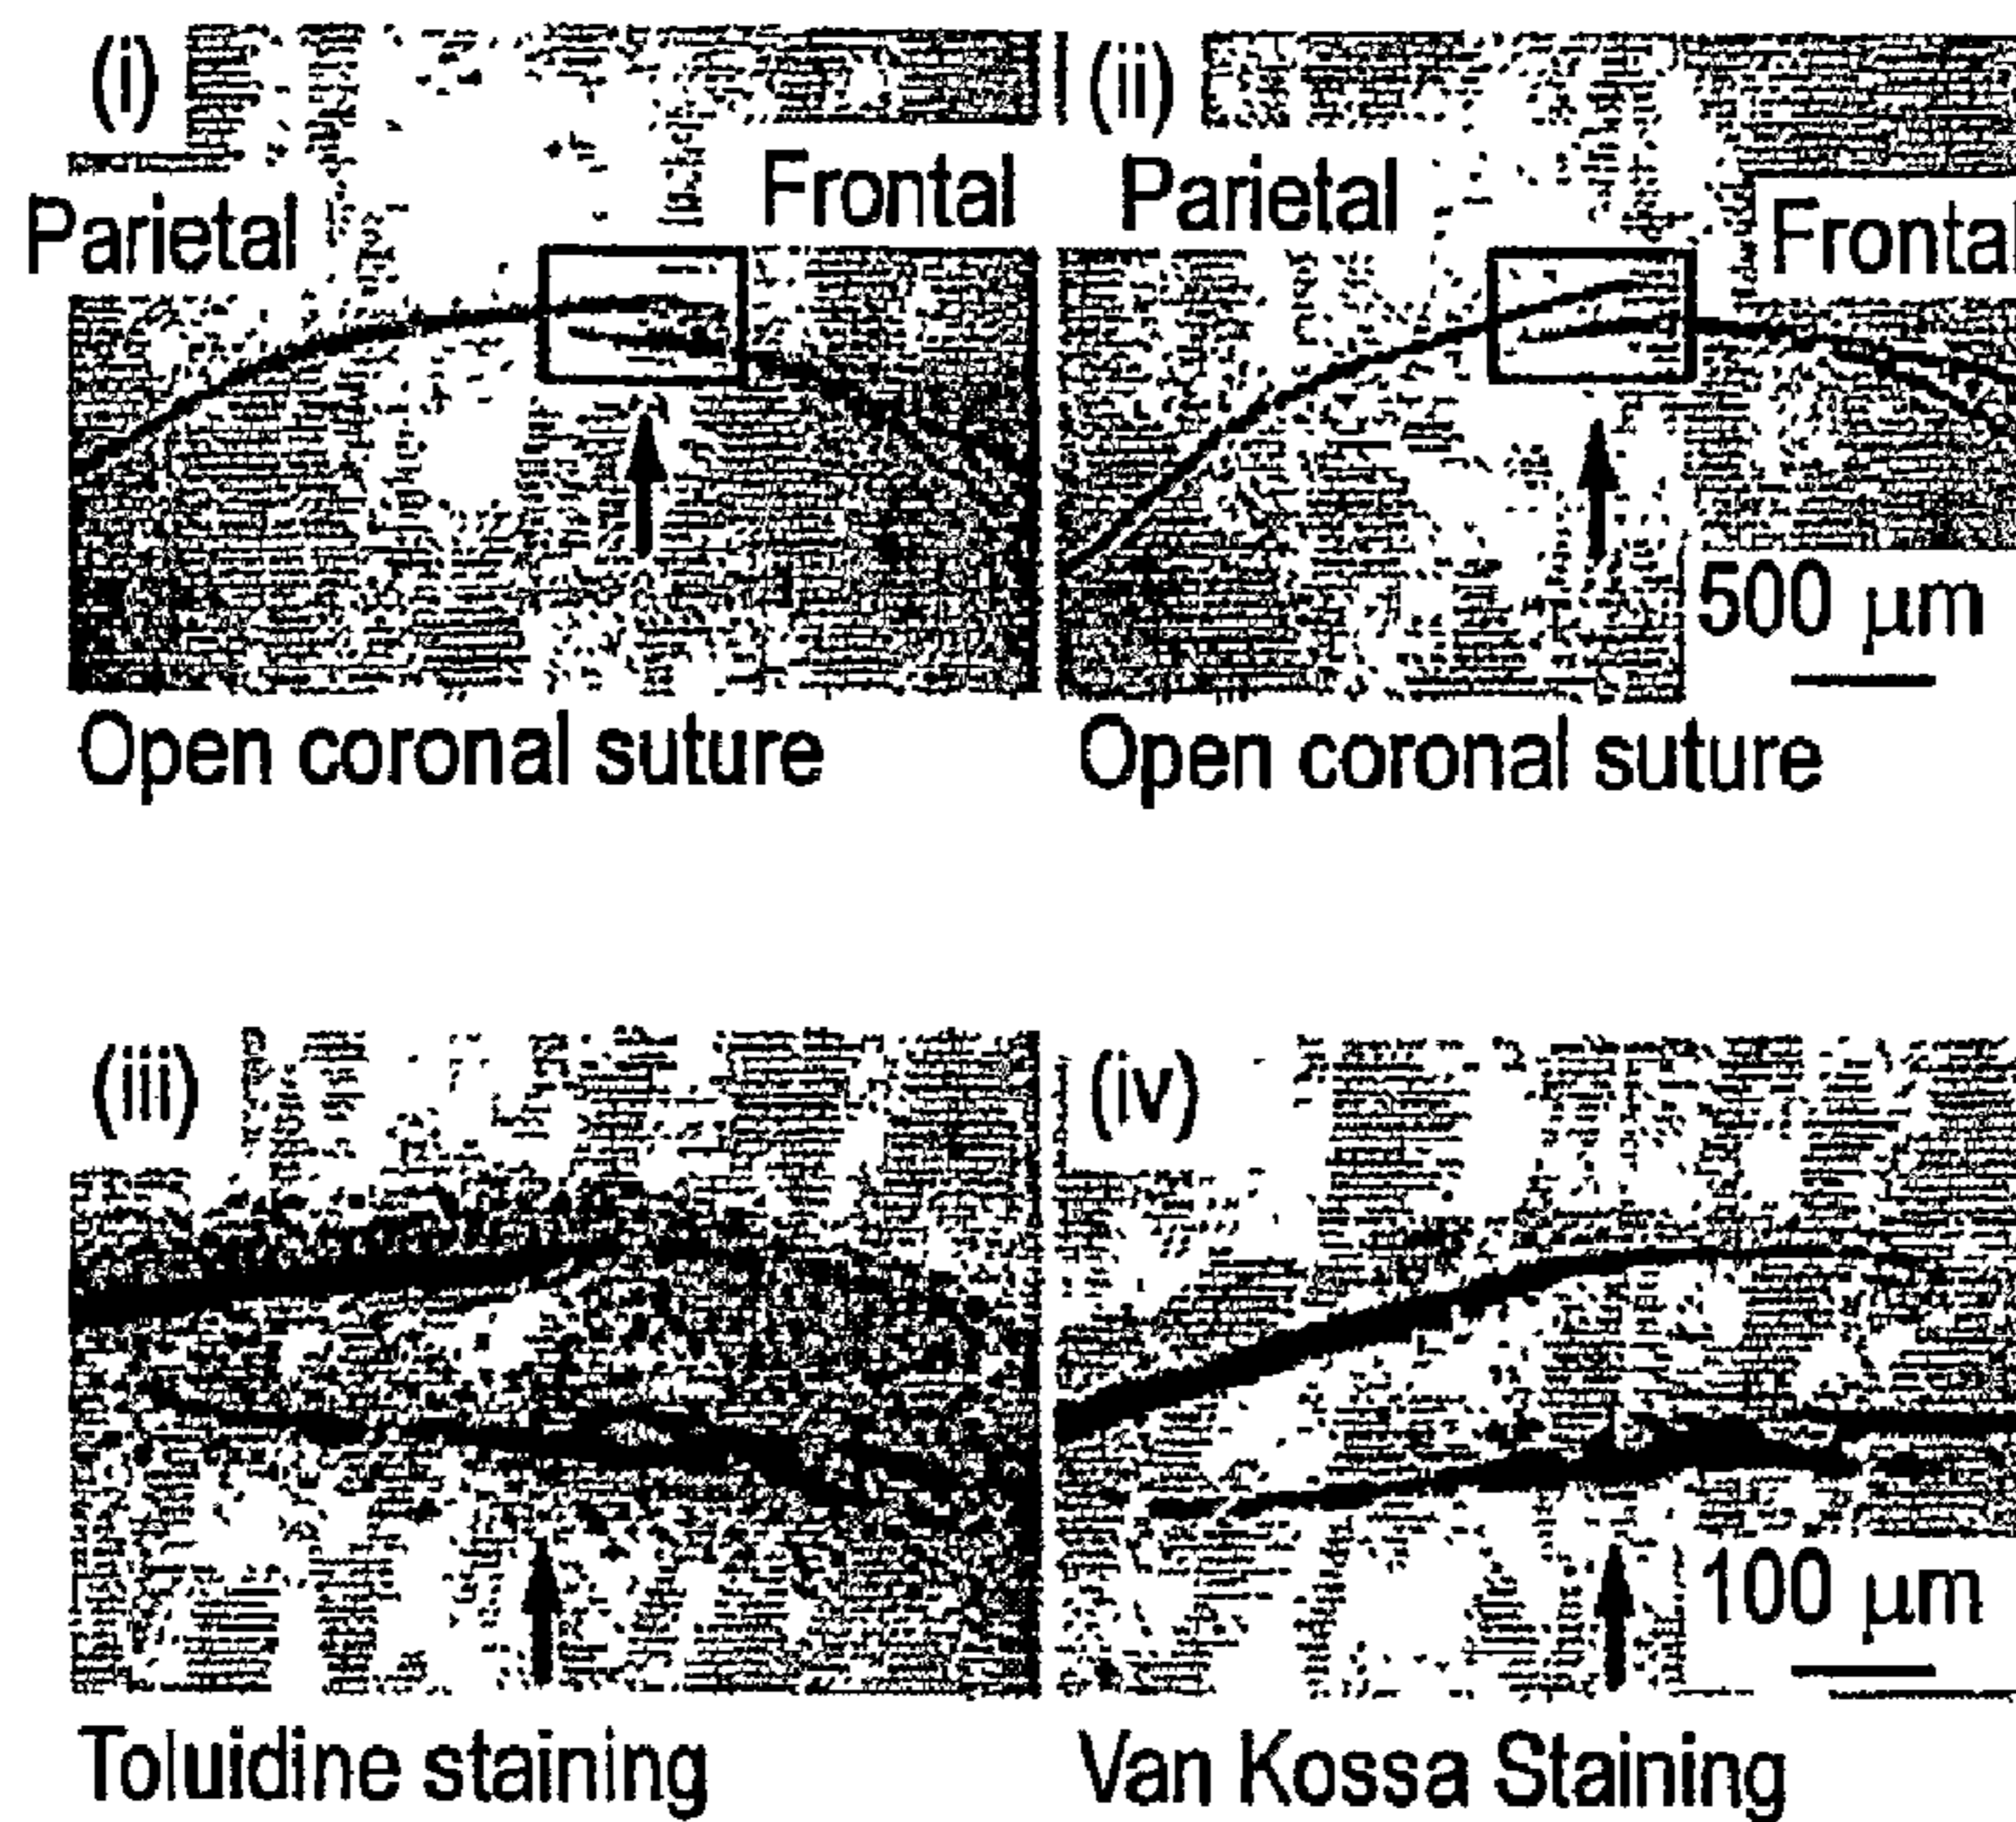 (i)
(ii)
Parietal
Frontal
Parietal
Frontal
500 μm
Open coronal suture
Open coronal suture
(iii)
(iv)
100 μm
Toluidine staining
Van Kossa Staining